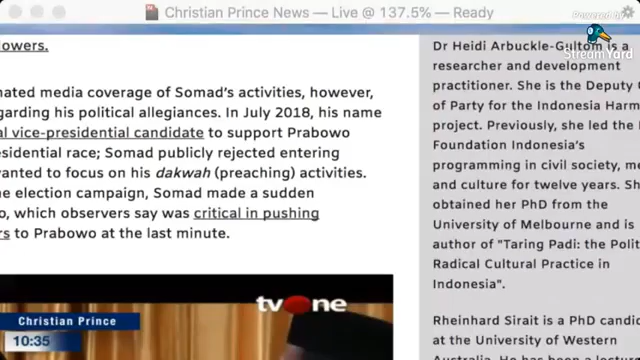 Christian Prince News — Live @ 137.5% — Ready
Powered by
StreamYard
owers.
nated media coverage of Somad's activities, however,
garding his political allegiances. In July 2018, his name
al vice-presidential candidate to support Prabowo
esidential race; Somad publicly rejected entering
wanted to focus on his dakwah (preaching) activities.
ne election campaign, Somad made a sudden
o, which observers say was critical in pushing
rs to Prabowo at the last minute.
tvOne
Christian Prince
10:35
Dr Heidi Arbuckle-Gultom is a
researcher and development
practitioner. She is the Deputy C
of Party for the Indonesia Harm
project. Previously, she led the
Foundation Indonesia's
programming in civil society, me
and culture for twelve years. Sh
obtained her PhD from the
University of Melbourne and is
author of "Taring Padi: the Polit
Radical Cultural Practice in
Indonesia".
Rheinhard Sirait is a PhD candid
at the University of Western
Australia. He has been a lectur